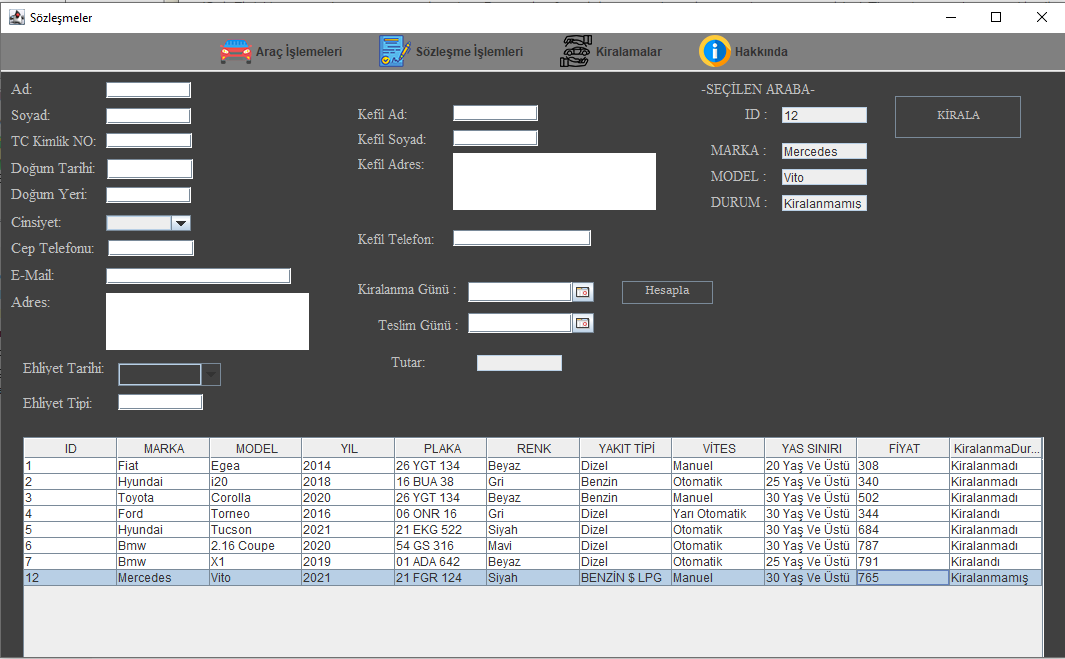 Sözleşmeler
Araç İşlemeleri Sözleşme İşlemleri Kiralamalar Hakkında
Ad:
Soyad:
TC Kimlik NO:
Doğum Tarihi:
Doğum Yeri:
Cinsiyet:
Cep Telefonu:
E-Mail:
Adres:
Ehliyet Tarihi:
Ehliyet Tipi:
Kefil Ad:
Kefil Soyad:
Kefil Adres:
Kefil Telefon:
Kiralanma Günü :
Teslim Günü :
Tutar:
Hesapla
-SEÇİLEN ARABA-
ID : 12
MARKA : Mercedes
MODEL : Vito
DURUM : Kiralanmamış
KİRALA
ID MARKA MODEL YIL PLAKA RENK YAKIT TİPİ VİTES YAS SINIRI FİYAT KiralanmaDur...
1 Fiat Egea 2014 26 YGT 134 Beyaz Dizel Manuel 20 Yaş Ve Üstü 308 Kiralanmadı
2 Hyundai i20 2018 16 BUA 38 Gri Benzin Otomatik 25 Yaş Ve Üstü 340 Kiralanmadı
3 Toyota Corolla 2020 26 YGT 134 Beyaz Benzin Manuel 30 Yaş Ve Üstü 502 Kiralanmadı
4 Ford Torneo 2016 06 ONR 16 Gri Dizel Yarı Otomatik 30 Yaş Ve Üstü 344 Kiralandı
5 Hyundai Tucson 2021 21 EKG 522 Siyah Dizel Otomatik 30 Yaş Ve Üstü 684 Kiralanmadı
6 Bmw 2.16 Coupe 2020 54 GS 316 Mavi Dizel Otomatik 30 Yaş Ve Üstü 787 Kiralanmadı
7 Bmw X1 2019 01 ADA 642 Beyaz Dizel Otomatik 25 Yaş Ve Üstü 791 Kiralandı
12 Mercedes Vito 2021 21 FGR 124 Siyah BENZİN $ LPG Manuel 30 Yaş Ve Üstü 765 Kiralanmamış